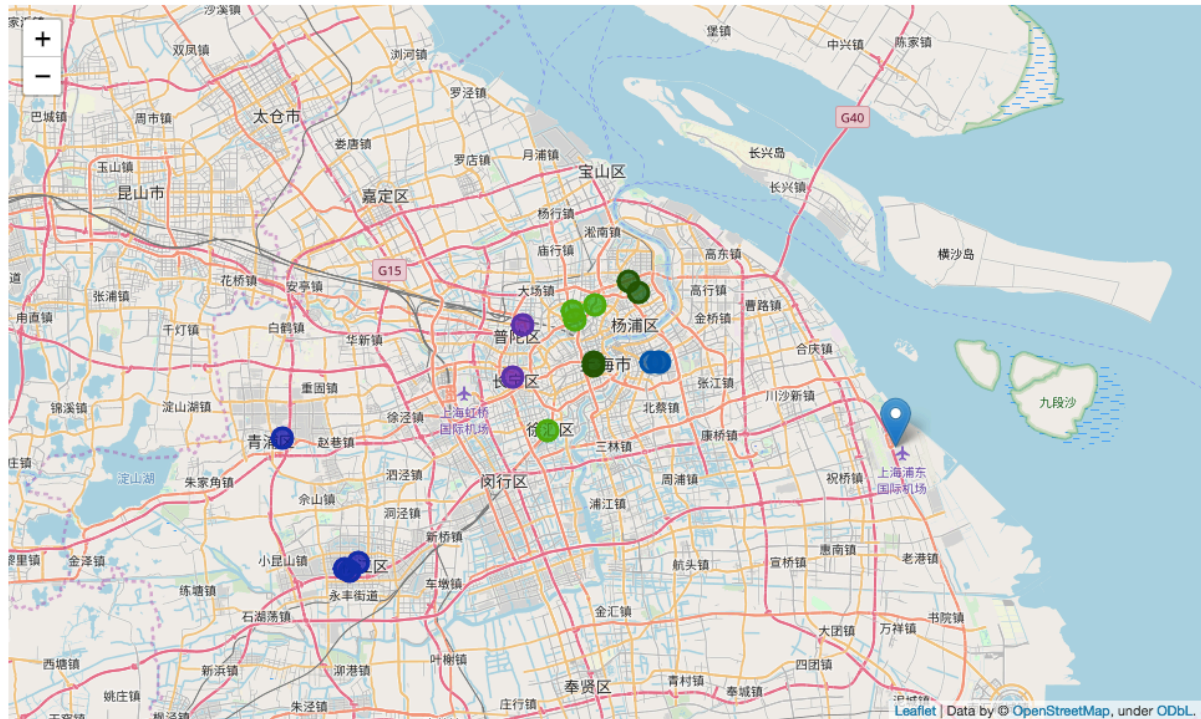 +
−
沙溪镇
双凤镇
浏河镇
堡镇
中兴镇
陈家镇
巴城镇
周市镇
太仓市
罗泾镇
G40
娄唐镇
罗店镇
月浦镇
长兴岛
玉山镇
昆山市
嘉定区
宝山区
长兴镇
杨行镇
淞南镇
庙行镇
高东镇
横沙岛
道
花桥镇
安亭镇
G15
大场镇
高行镇
张浦镇
曹路镇
甪直镇
千灯镇
白鹤镇
华新镇
普陀区
杨浦区
金桥镇
合庆镇
海市
长宁区
张江镇
重固镇
锦溪镇
淀山湖镇
徐泾镇
上海虹桥
国际机场
北蔡镇
川沙新镇
九段沙
青浦区
赵巷镇
徐汇区
三林镇
康桥镇
庄镇
淀山湖
朱家角镇
泗泾镇
闵行区
周浦镇
祝桥镇
上海浦东
国际机场
佘山镇
洞泾镇
浦江镇
新桥镇
黎里镇
金泽镇
小昆山镇
区
航头镇
宣桥镇
惠南镇
老港镇
练塘镇
永丰街道
车墩镇
石湖荡镇
金汇镇
大团镇
万祥镇
书院镇
西塘镇
新浜镇
泖港镇
叶榭镇
四团镇
姚庄镇
朱泾镇
庄行镇
奉贤区
青村镇
奉城镇
泥城镇
枫泾镇
Leaflet | Data by © OpenStreetMap, under ODbL.